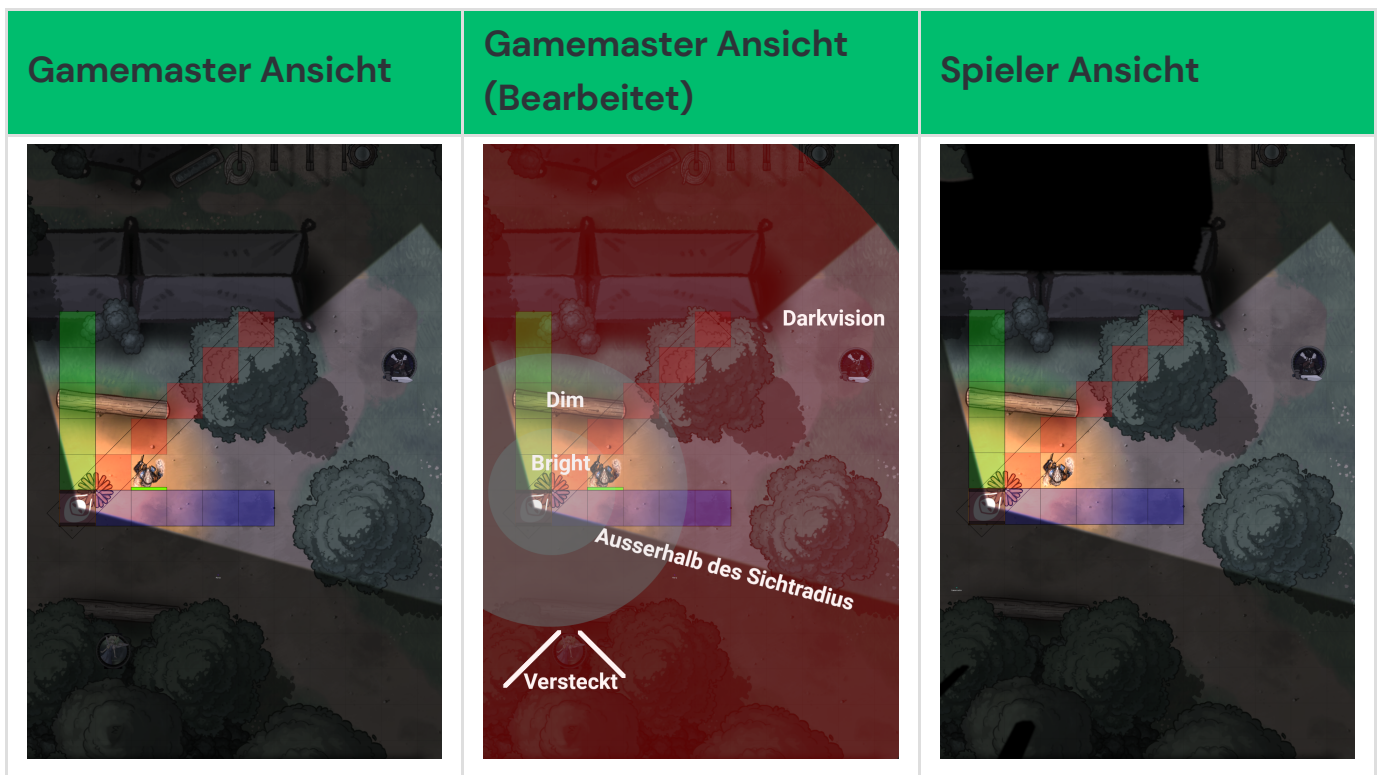 Gamemaster Ansicht
Gamemaster Ansicht
(Bearbeitet)
Spieler Ansicht
Darkvision
Dim
Bright
Ausserhalb des Sichtradius
Versteckt